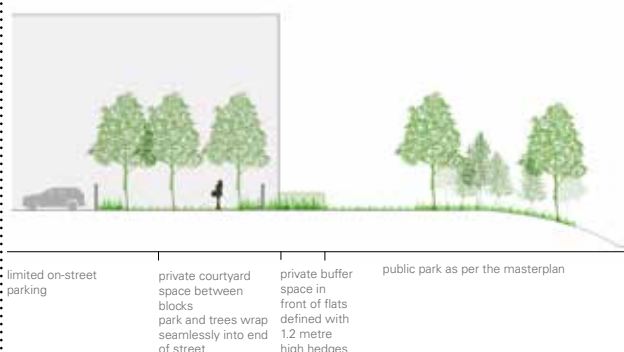 limited on-street
parking
private courtyard
space between
blocks
park and trees wrap
seamlessly into end
of street
private buffer
space in
front of flats
defined with
1.2 metre
high hedges
public park as per the masterplan